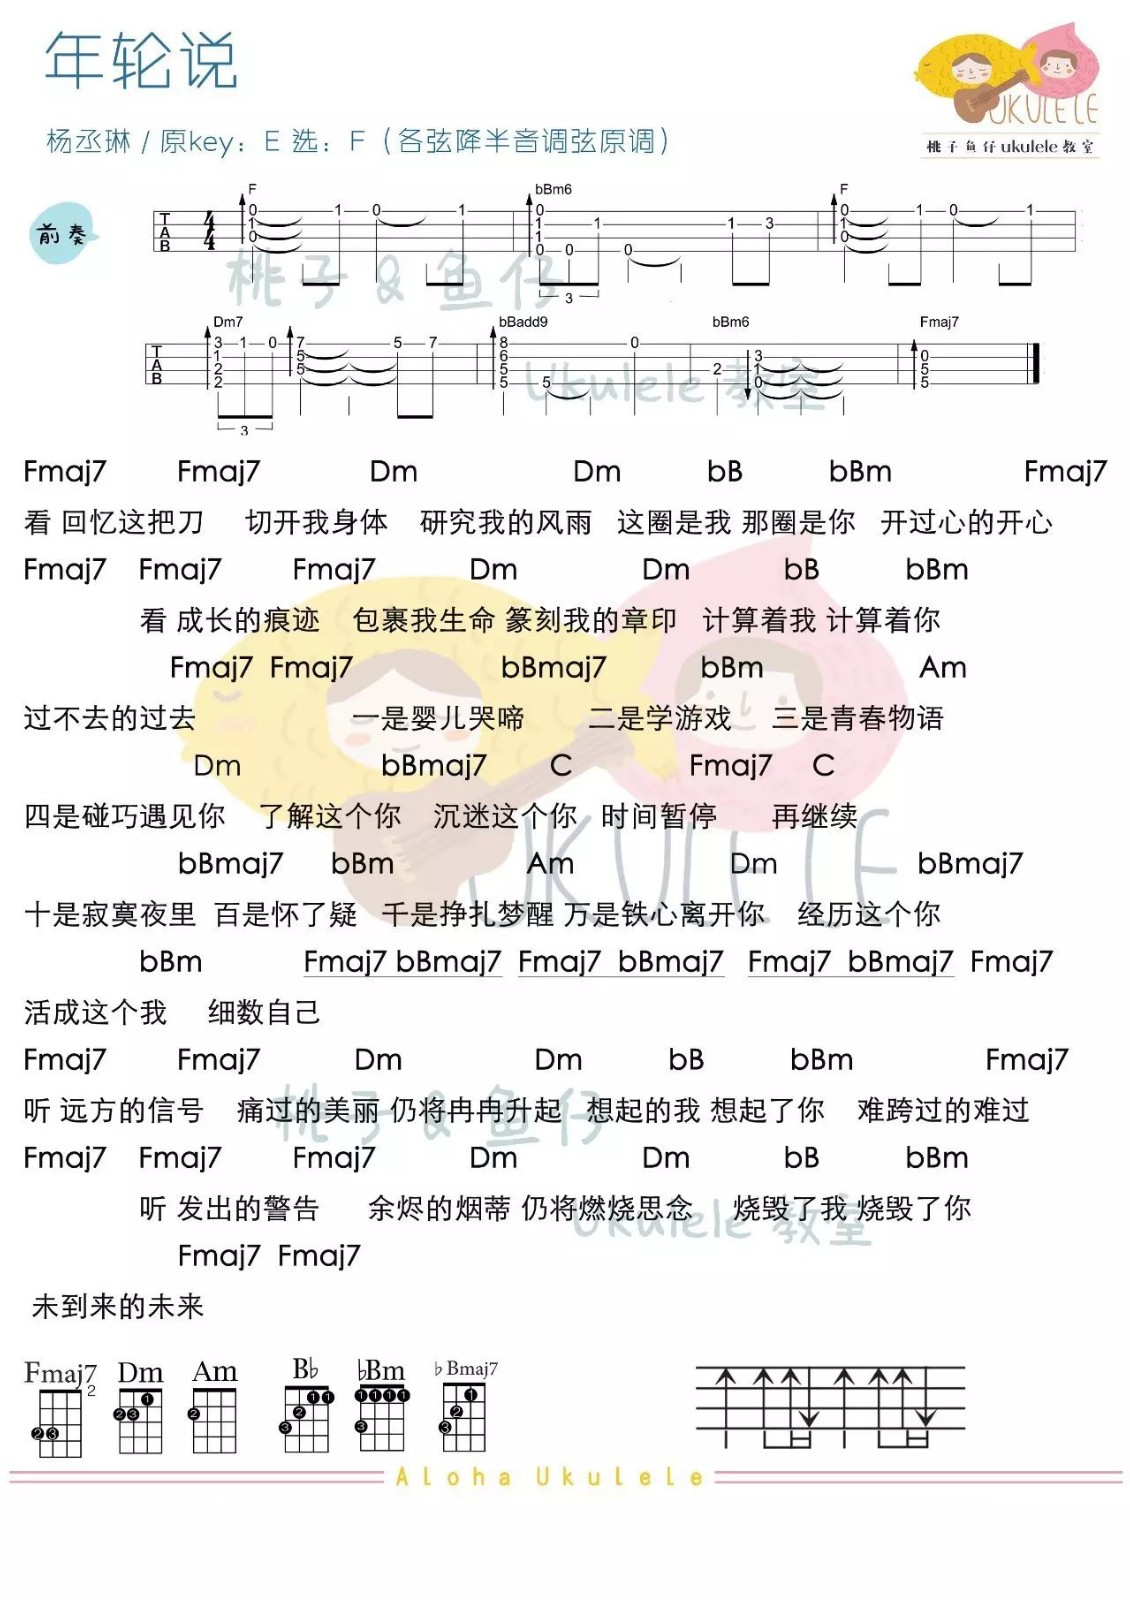 年轮说
UKULELE
杨丞琳 / 原key：E 选：F（各弦降半音调弦原调）
桃子鱼仔ukulele教室
F bBm6 F
前奏
T A B 4 4 0 1 0 1 0 1 0 1 1 0 0 0 1 0 1 3 0 1 0 1 0 1
3 3
桃子&鱼仔
Dm7 bBadd9 bBm6 Fmaj7
T A B 3 1 2 2 1 0 7 5 5 5 7 8 6 5 5 5 0 2 3 1 0 0 5 5
3
ukulele 教室
Fmaj7 Fmaj7 Dm Dm bB bBm Fmaj7
看 回忆这把刀 切开我身体 研究我的风雨 这圈是我 那圈是你 开过心的开心
Fmaj7 Fmaj7 Fmaj7 Dm Dm bB bBm
看 成长的痕迹 包裹我生命 篆刻我的章印 计算着我 计算着你
Fmaj7 Fmaj7 bBmaj7 bBm Am
过不去的过去 一是婴儿哭啼 二是学游戏 三是青春物语
Dm bBmaj7 C Fmaj7 C
四是碰巧遇见你 了解这个你 沉迷这个你 时间暂停 再继续
UKULELE
bBmaj7 bBm Am Dm bBmaj7
十是寂寞夜里 百是怀了疑 千是挣扎梦醒 万是铁心离开你 经历这个你
bBm Fmaj7 bBmaj7 Fmaj7 bBmaj7 Fmaj7 bBmaj7 Fmaj7
活成这个我 细数自己
Fmaj7 Fmaj7 Dm Dm bB bBm Fmaj7
听 远方的信号 痛过的美丽 仍将冉冉升起 想起的我 想起了你 难跨过的难过
桃子&鱼仔
Fmaj7 Fmaj7 Fmaj7 Dm Dm bB bBm
听 发出的警告 余烬的烟蒂 仍将燃烧思念 烧毁了我 烧毁了你
ukulele 教室
Fmaj7 Fmaj7
未到来的未来
Fmaj7 Dm Am B♭ ♭Bm ♭Bmaj7
2
2 3 1 2 3 2 1 1 2 3 1 1 1 1 3 1 2 3
Aloha Ukulele